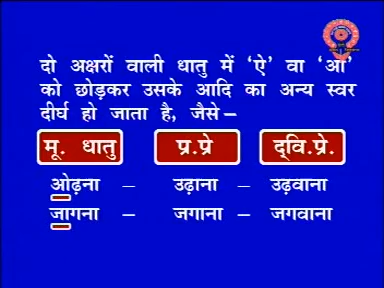 दो अक्षरों वाली धातु में ‘ऐ’ वा ‘औ’
को छोड़कर उसके आदि का अन्य स्वर
दीर्घ हो जाता है, जैसे–
मू. धातु प्र.प्रे द्वि.प्रे.
ओढ़ना – उढ़ाना – उढ़वाना
जागना – जगाना – जगवाना